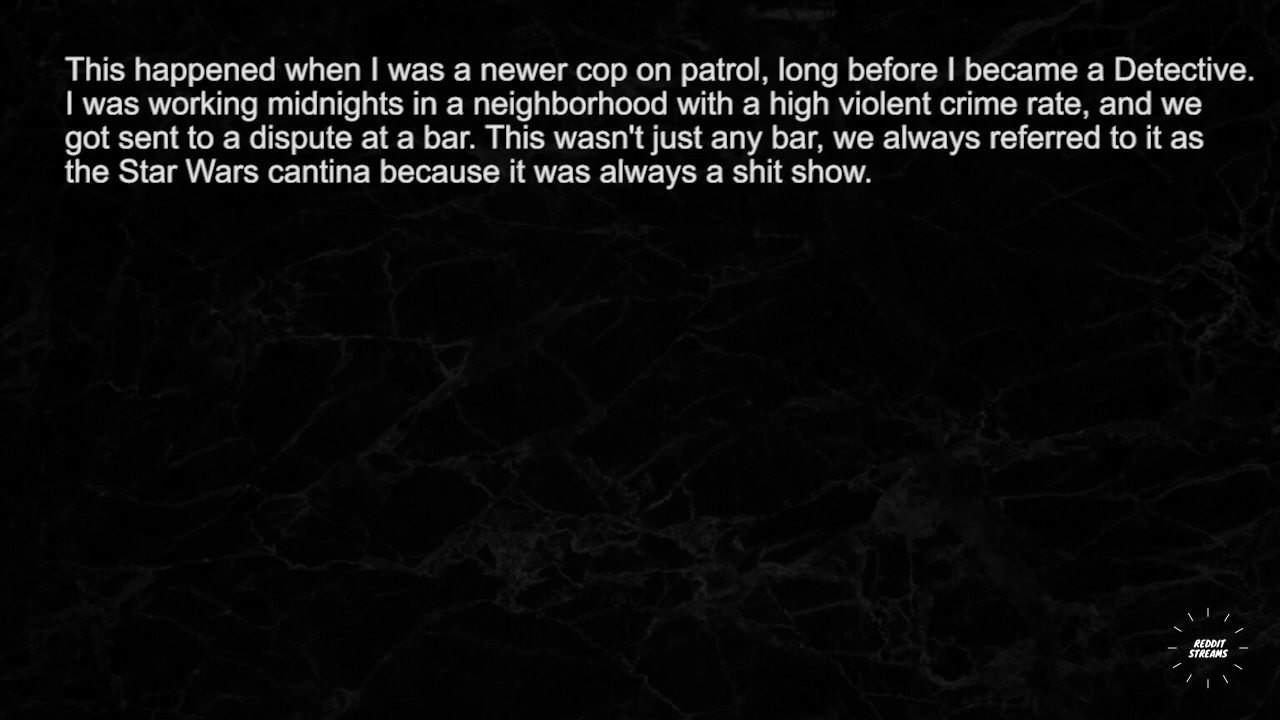 This happened when I was a newer cop on patrol, long before I became a Detective.
I was working midnights in a neighborhood with a high violent crime rate, and we
got sent to a dispute at a bar. This wasn't just any bar, we always referred to it as
the Star Wars cantina because it was always a shit show.
REDDIT
STREAMS